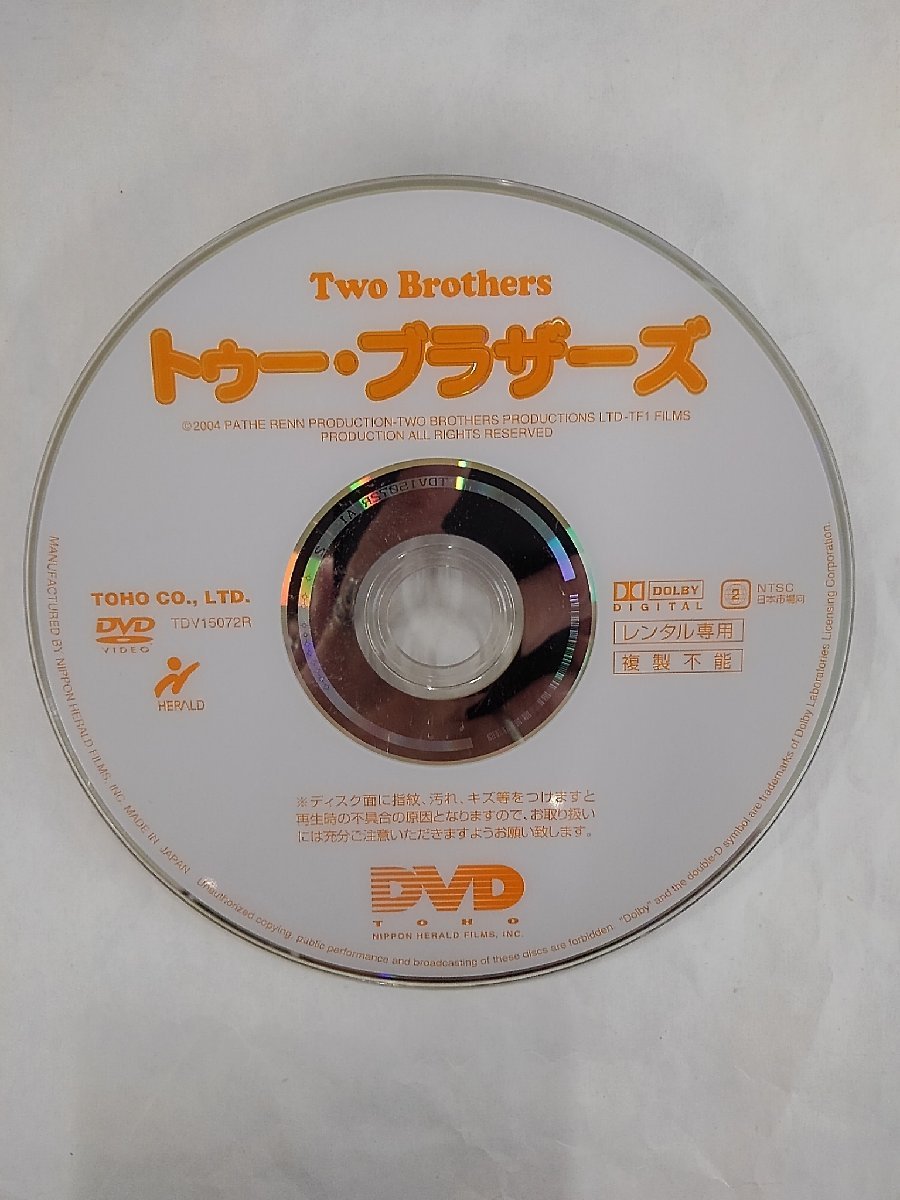 Two Brothers
トゥー・ブラザーズ
©2004 PATHE RENN PRODUCTION-TWO BROTHERS PRODUCTIONS LTD-TF1 FILMS
PRODUCTION ALL RIGHTS RESERVED
TDV15072R A1
TOHO CO., LTD.
DVD
VIDEO
TDV15072R
HERALD
DOLBY
DIGITAL
2
NTSC
日本市場向
レンタル専用
複製不能
※ディスク面に指紋、汚れ、キズ等をつけますと
再生時の不具合の原因となりますので、お取り扱い
には充分ご注意いただきますようお願い致します。
DVD
TOHO
NIPPON HERALD FILMS, INC.
MANUFACTURED BY NIPPON HERALD FILMS, INC. MADE IN JAPAN
Unauthorized copying, public performance and broadcasting of these discs are forbidden "Dolby" and the double-D symbol are trademarks of Dolby Laboratories Licensing Corporation.